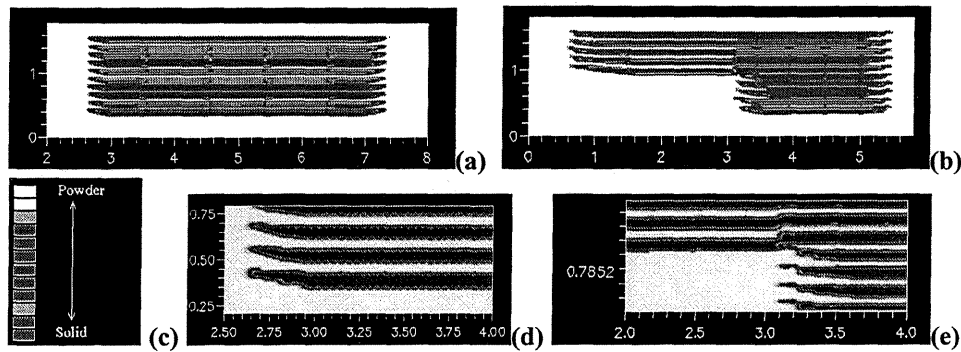 1
0
2 3 4 5 6 7 8
(a)
1
0
0 1 2 3 4 5
(b)
Powder
Solid
(c)
0.75
0.50
0.25
2.50 2.75 3.00 3.25 3.50 3.75 4.00
(d)
0.7852
2.0 2.5 3.0 3.5 4.0
(e)